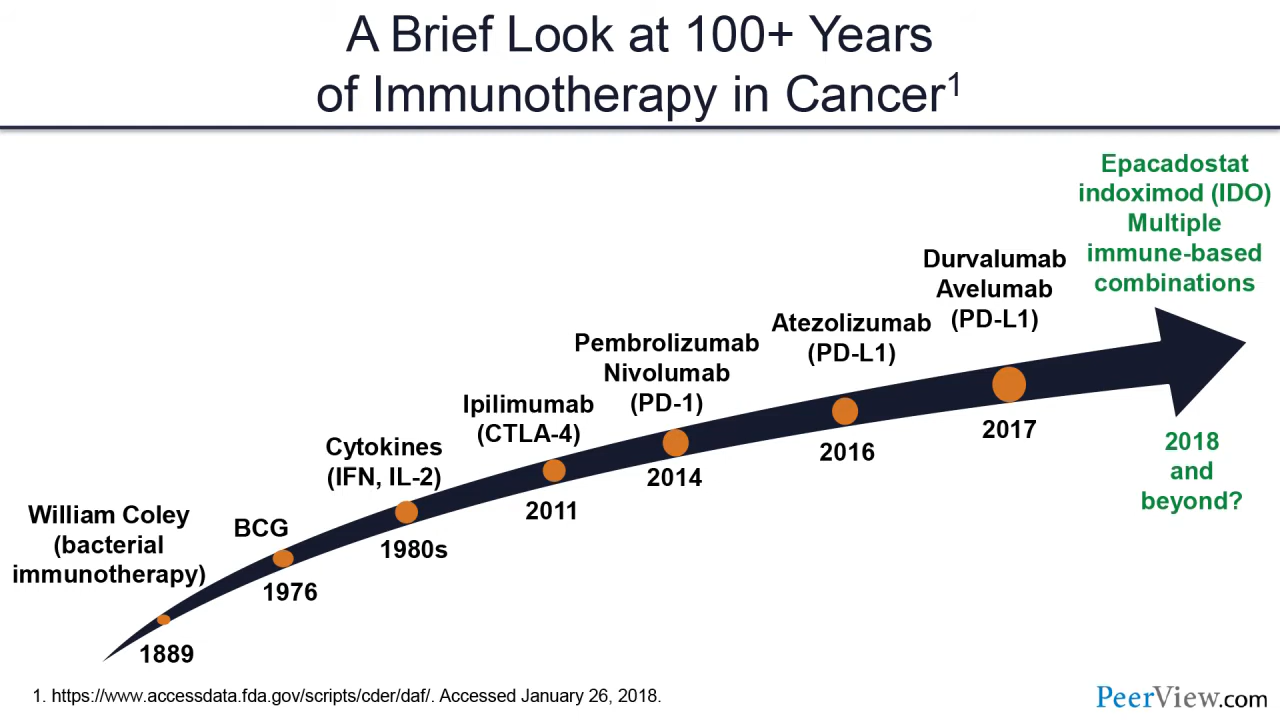 A Brief Look at 100+ Years
of Immunotherapy in Cancer1
William Coley
(bacterial
immunotherapy)
1889
BCG
1976
Cytokines
(IFN, IL-2)
1980s
Ipilimumab
(CTLA-4)
2011
Pembrolizumab
Nivolumab
(PD-1)
2014
Atezolizumab
(PD-L1)
2016
Durvalumab
Avelumab
(PD-L1)
2017
Epacadostat
indoximod (IDO)
Multiple
immune-based
combinations
2018
and
beyond?
1. https://www.accessdata.fda.gov/scripts/cder/daf/. Accessed January 26, 2018.
PeerView.com